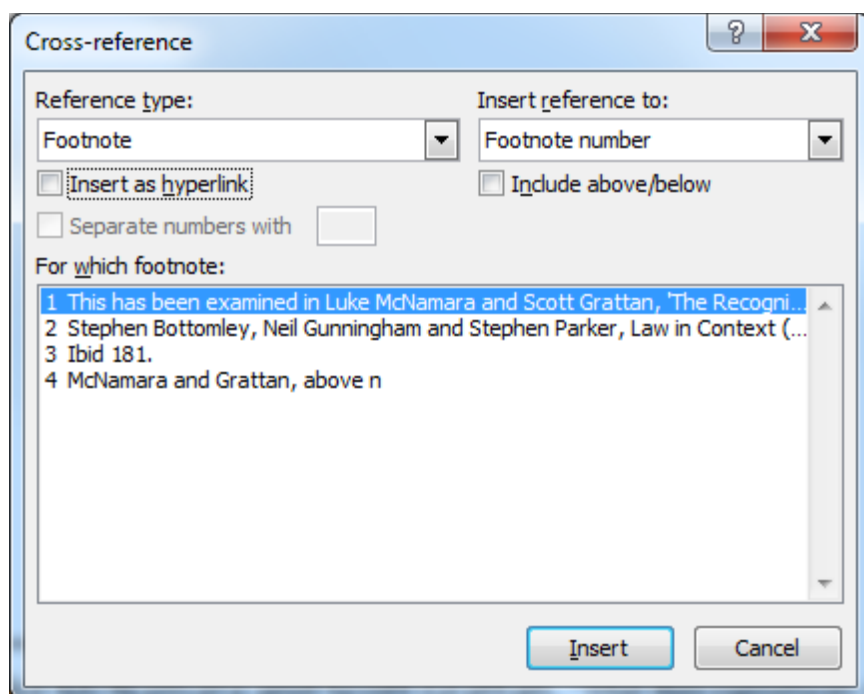 Cross-reference
Reference type:
Insert reference to:
Footnote
Footnote number
Insert as hyperlink
Include above/below
Separate numbers with
For which footnote:
1 This has been examined in Luke McNamara and Scott Grattan, 'The Recogni...
2 Stephen Bottomley, Neil Gunningham and Stephen Parker, Law in Context (...
3 Ibid 181.
4 McNamara and Grattan, above n
Insert
Cancel